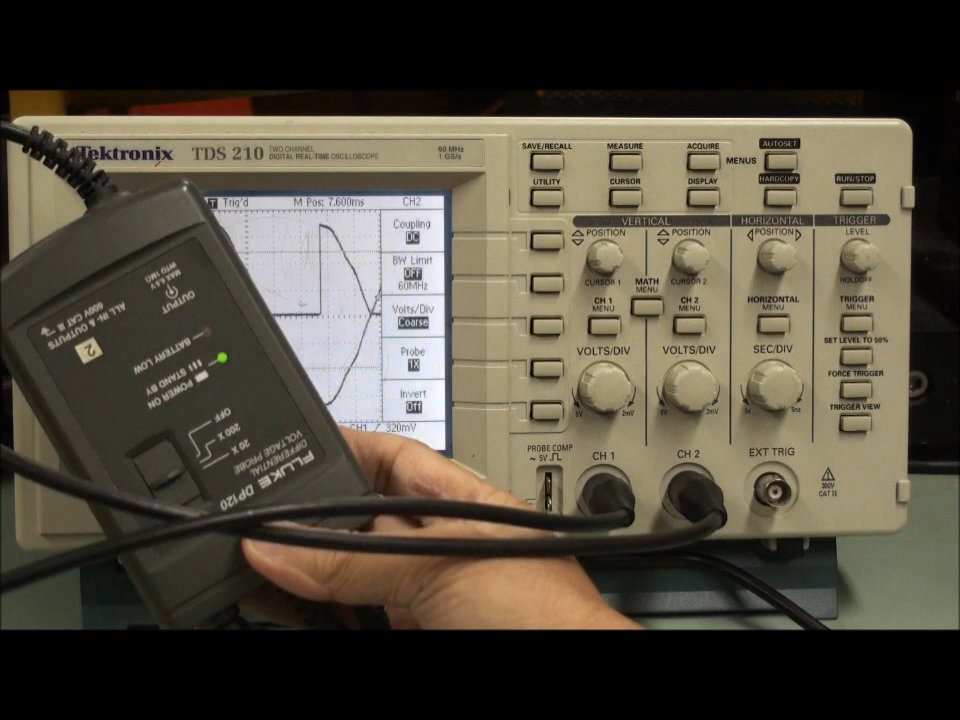 Tektronix TDS 210 TWO CHANNEL
DIGITAL REAL-TIME OSCILLOSCOPE
60 MHz
1 GS/s
Trig'd M Pos: 7.600ms CH2
Coupling
DC
BW Limit
OFF
60MHz
Volts/Div
Coarse
Probe
1X
Invert
Off
CH1 / 320mV
SAVE/RECALL MEASURE ACQUIRE AUTOSET
MENUS
UTILITY CURSOR DISPLAY HARDCOPY RUN/STOP
VERTICAL HORIZONTAL TRIGGER
POSITION POSITION POSITION LEVEL
CURSOR 1 CURSOR 2 HOLDOFF
MATH
MENU
CH 1
MENU
CH 2
MENU
HORIZONTAL
MENU
TRIGGER
MENU
SET LEVEL TO 50%
FORCE TRIGGER
TRIGGER VIEW
VOLTS/DIV VOLTS/DIV SEC/DIV
5V 2mV 5V 2mV 5s 5ns
PROBE COMP
~ 5V
CH 1 CH 2 EXT TRIG
300V
CAT II
FLUKE DP120
DIFFERENTIAL
VOLTAGE PROBE
20 X
200 X
OFF
POWER ON
STAND BY
BATTERY LOW
2
ALL IN- & OUTPUTS
600V CAT III
OUTPUT
INTO 1MΩ